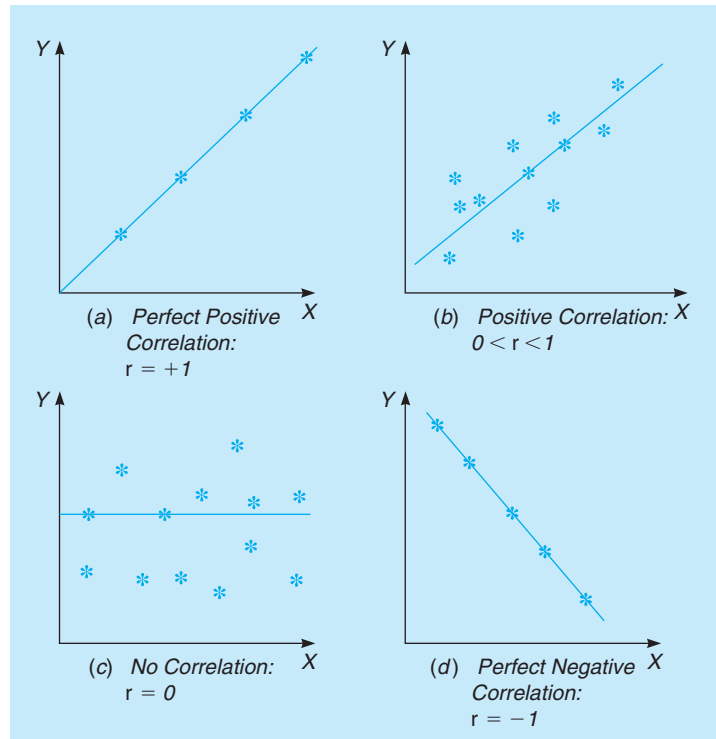 Y
X
(a) Perfect Positive
Correlation:
r = +1
Y
X
(b) Positive Correlation:
0 < r < 1
Y
X
(c) No Correlation:
r = 0
Y
X
(d) Perfect Negative
Correlation:
r = −1